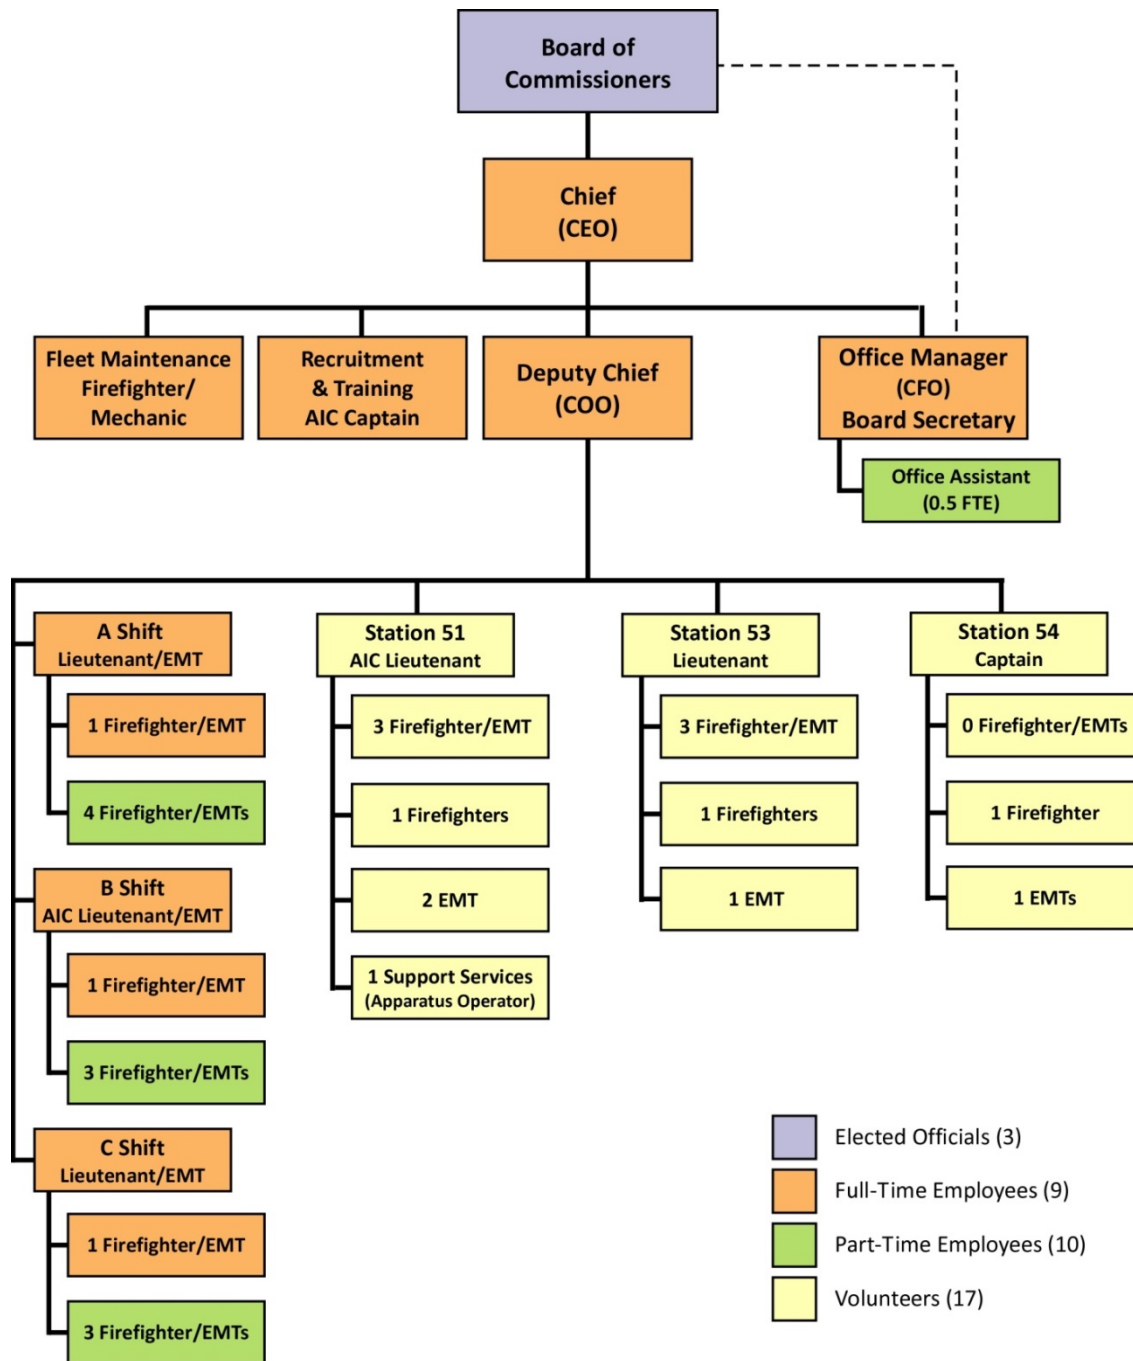 Board of
Commissioners
Chief
(CEO)
Fleet Maintenance
Firefighter/
Mechanic
Recruitment
& Training
AIC Captain
Deputy Chief
(COO)
Office Manager
(CFO)
Board Secretary
Office Assistant
(0.5 FTE)
A Shift
Lieutenant/EMT
1 Firefighter/EMT
4 Firefighter/EMTs
B Shift
AIC Lieutenant/EMT
1 Firefighter/EMT
3 Firefighter/EMTs
C Shift
Lieutenant/EMT
1 Firefighter/EMT
3 Firefighter/EMTs
Station 51
AIC Lieutenant
3 Firefighter/EMT
1 Firefighters
2 EMT
1 Support Services
(Apparatus Operator)
Station 53
Lieutenant
3 Firefighter/EMT
1 Firefighters
1 EMT
Station 54
Captain
0 Firefighter/EMTs
1 Firefighter
1 EMTs
Elected Officials (3)
Full-Time Employees (9)
Part-Time Employees (10)
Volunteers (17)